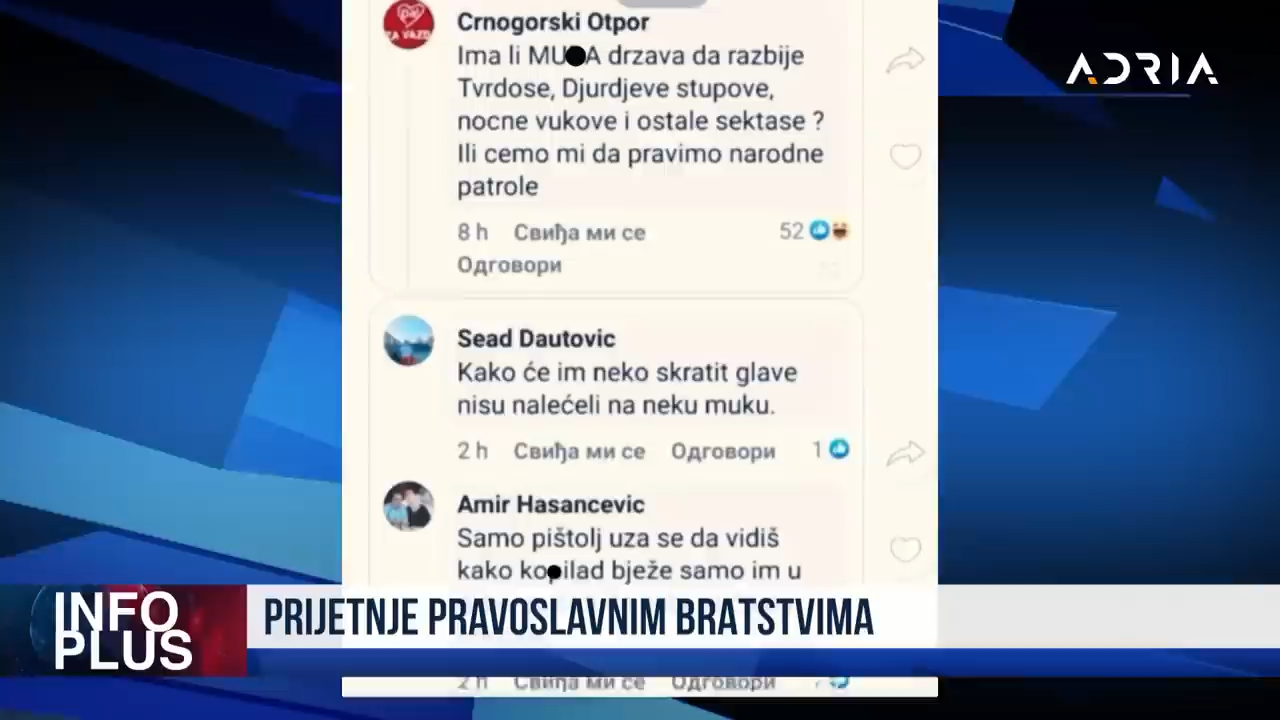 ADRIA
Crnogorski Otpor
Ima li MU●A drzava da razbije
Tvrdose, Djurdjeve stupove,
nocne vukove i ostale sektase ?
Ili cemo mi da pravimo narodne
patrole
8 h Свиђа ми се 52
Одговори
Sead Dautovic
Kako će im neko skratit glave
nisu nalećeli na neku muku.
2 h Свиђа ми се Одговори 1
Amir Hasancevic
Samo pištolj uza se da vidiš
kako ko●ilad bježe samo im u
INFO
PLUS
PRIJETNJE PRAVOSLAVNIM BRATSTVIMA
2 h Свиђа ми се Одговори